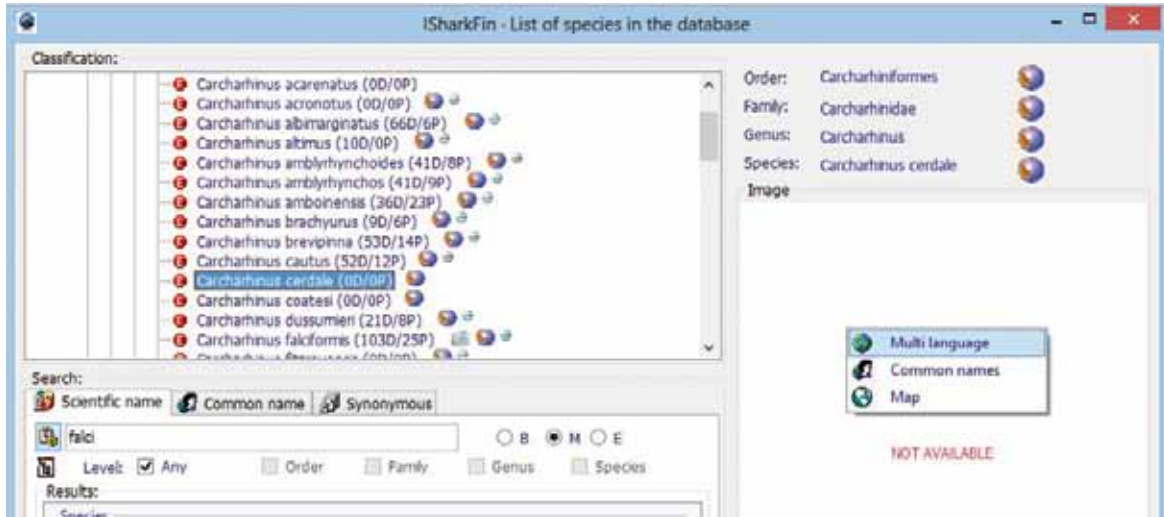 iSharkFin - List of species in the database
Classification:
Carcharhinus acarenatus (0D/0P)
Carcharhinus acronotus (0D/0P)
Carcharhinus albimarginatus (66D/6P)
Carcharhinus altimus (10D/0P)
Carcharhinus amblyrhynchoides (41D/8P)
Carcharhinus amblyrhynchos (41D/9P)
Carcharhinus amboinensis (36D/23P)
Carcharhinus brachyurus (9D/6P)
Carcharhinus brevipinna (53D/14P)
Carcharhinus cautus (52D/12P)
Carcharhinus cerdale (0D/0P)
Carcharhinus coatesi (0D/0P)
Carcharhinus dussumieri (21D/8P)
Carcharhinus falciformis (103D/25P)
Order: Carcharhiniformes
Family: Carcharhinidae
Genus: Carcharhinus
Species: Carcharhinus cerdale
Image
Multi language
Common names
Map
NOT AVAILABLE
Search:
Scientific name Common name Synonymous
falci B M E
Level: Any Order Family Genus Species
Results:
Species